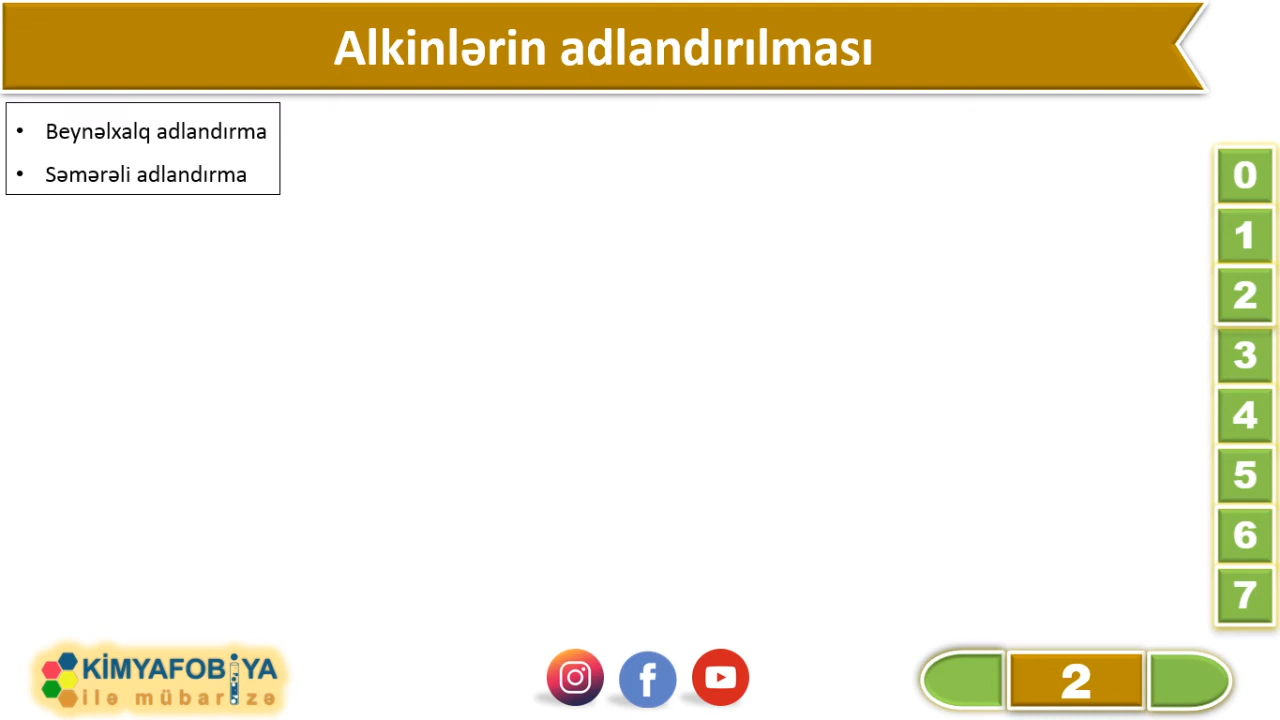 Alkinlərin adlandırılması
• Beynəlxalq adlandırma
• Səmərəli adlandırma
0
1
2
3
4
5
6
7
KİMYAFOBİYA
ilə mübarizə
2